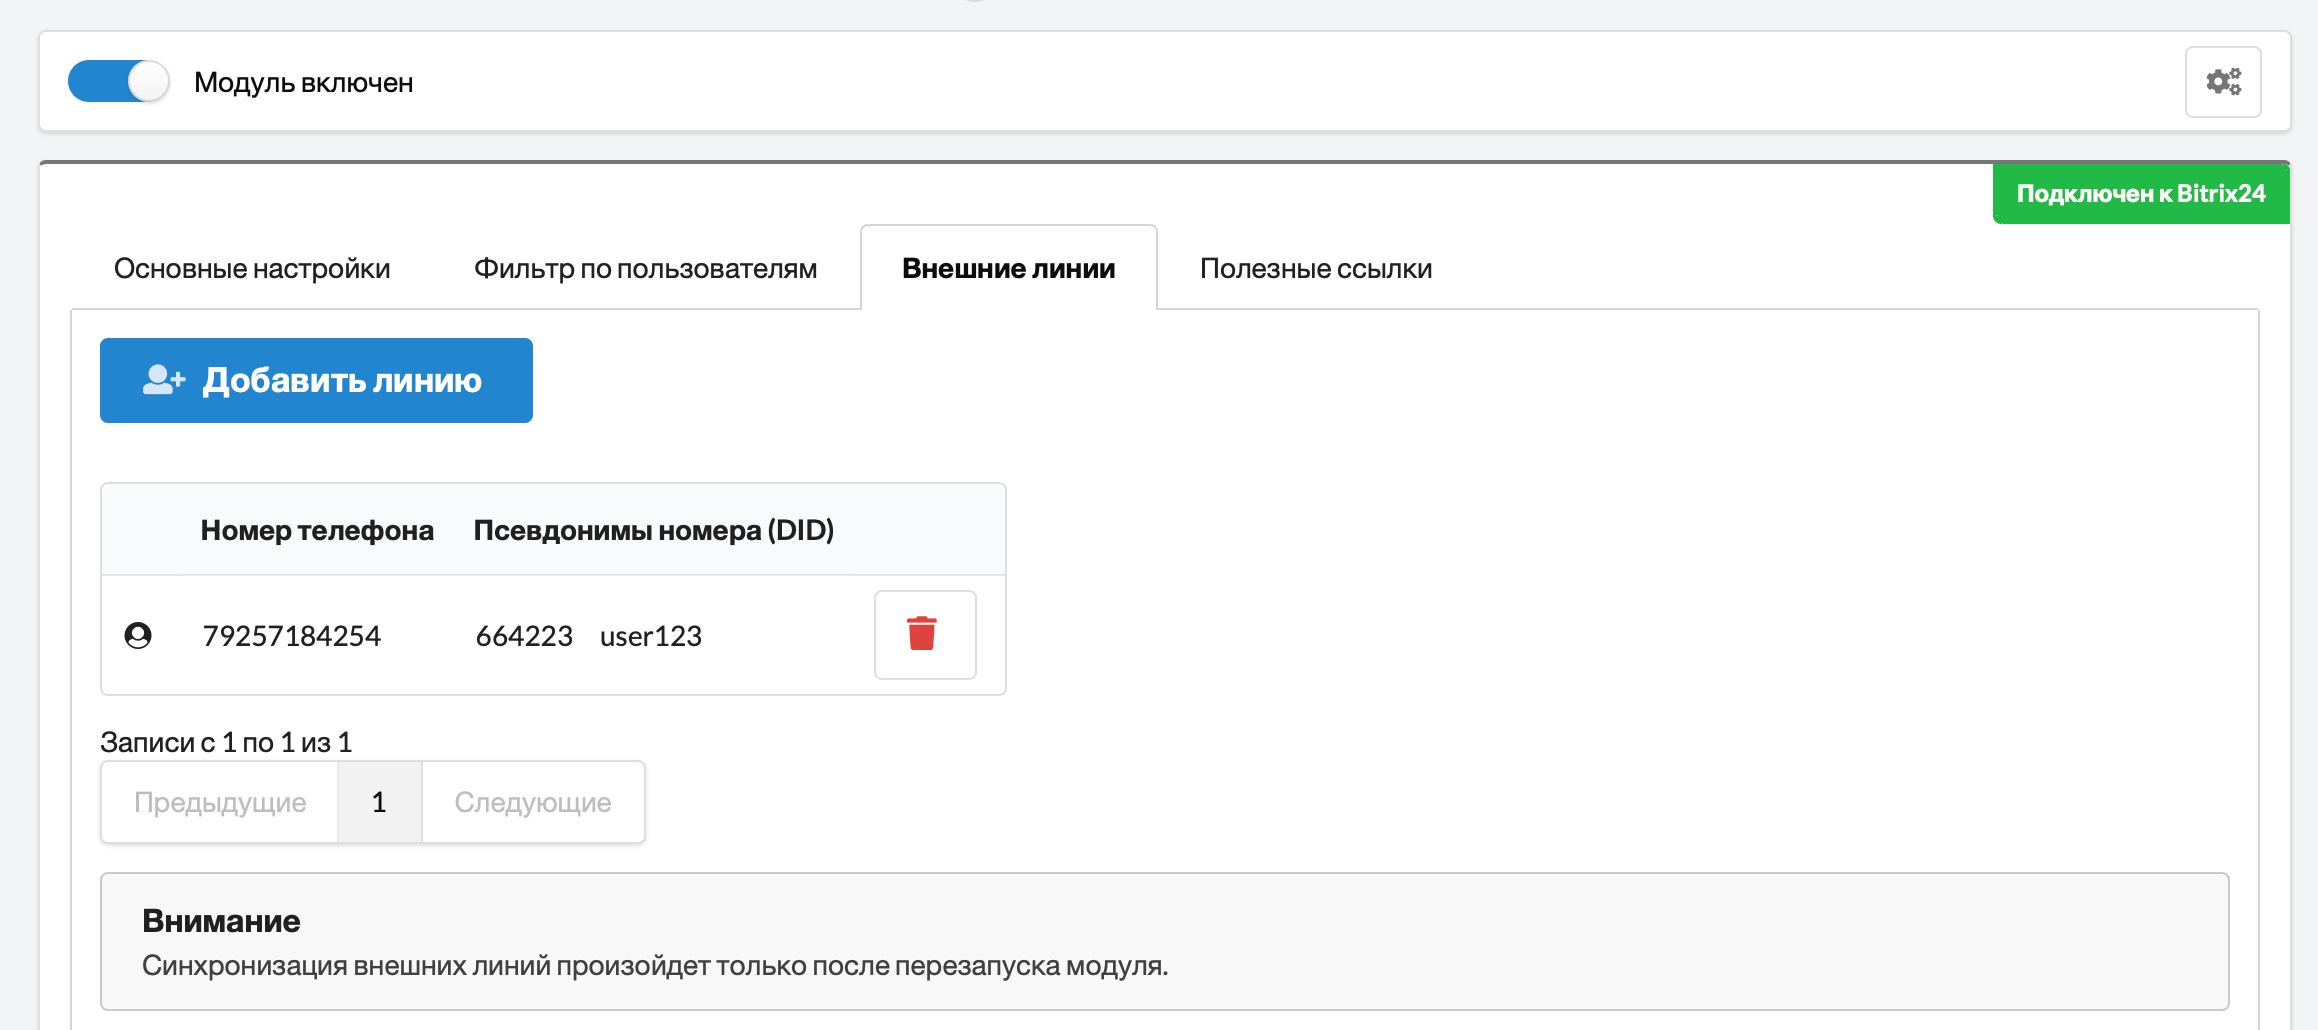 Модуль включен
Подключен к Bitrix24
Основные настройки Фильтр по пользователям Внешние линии Полезные ссылки
Добавить линию
Номер телефона Псевдонимы номера (DID)
79257184254 664223 user123
Записи с 1 по 1 из 1
Предыдущие 1 Следующие
Внимание
Синхронизация внешних линий произойдет только после перезапуска модуля.